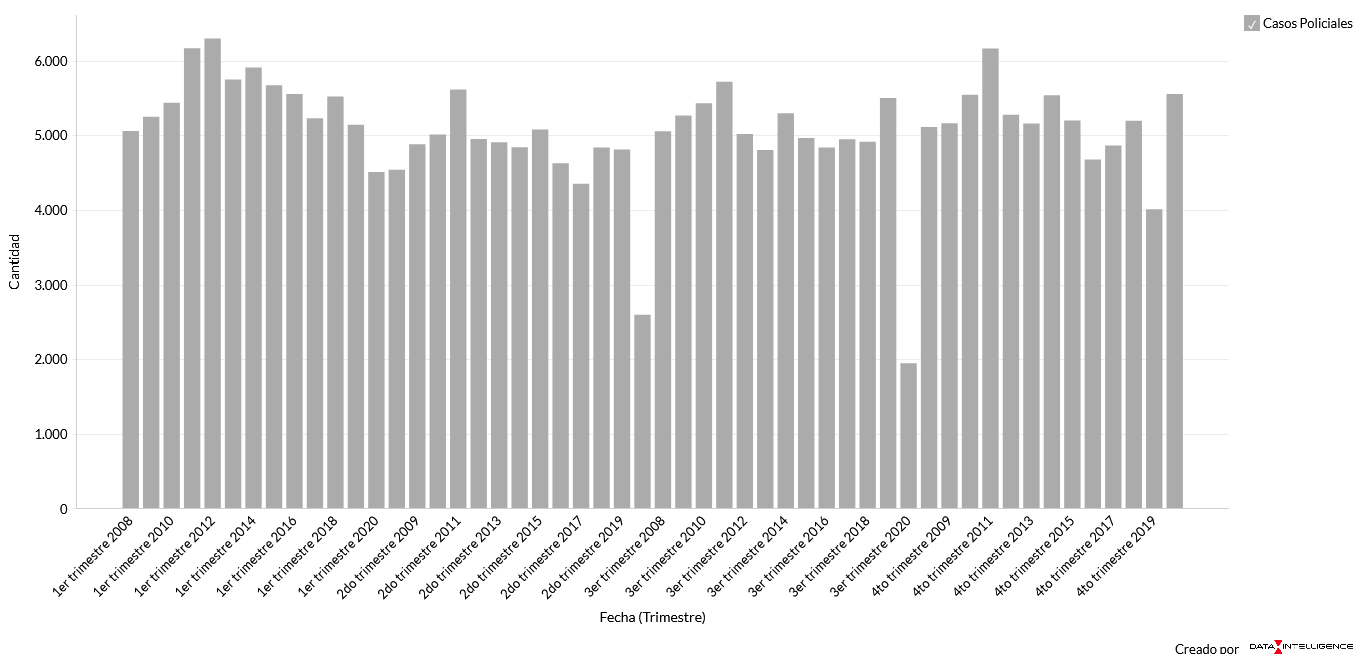 Casos Policiales
6.000
5.000
4.000
3.000
2.000
1.000
0
Cantidad
1er trimestre 2008
1er trimestre 2010
1er trimestre 2012
1er trimestre 2014
1er trimestre 2016
1er trimestre 2018
1er trimestre 2020
2do trimestre 2009
2do trimestre 2011
2do trimestre 2013
2do trimestre 2015
2do trimestre 2017
2do trimestre 2019
3er trimestre 2008
3er trimestre 2010
3er trimestre 2012
3er trimestre 2014
3er trimestre 2016
3er trimestre 2018
3er trimestre 2020
4to trimestre 2009
4to trimestre 2011
4to trimestre 2013
4to trimestre 2015
4to trimestre 2017
4to trimestre 2019
Fecha (Trimestre)
Creado por DATA INTELLIGENCE